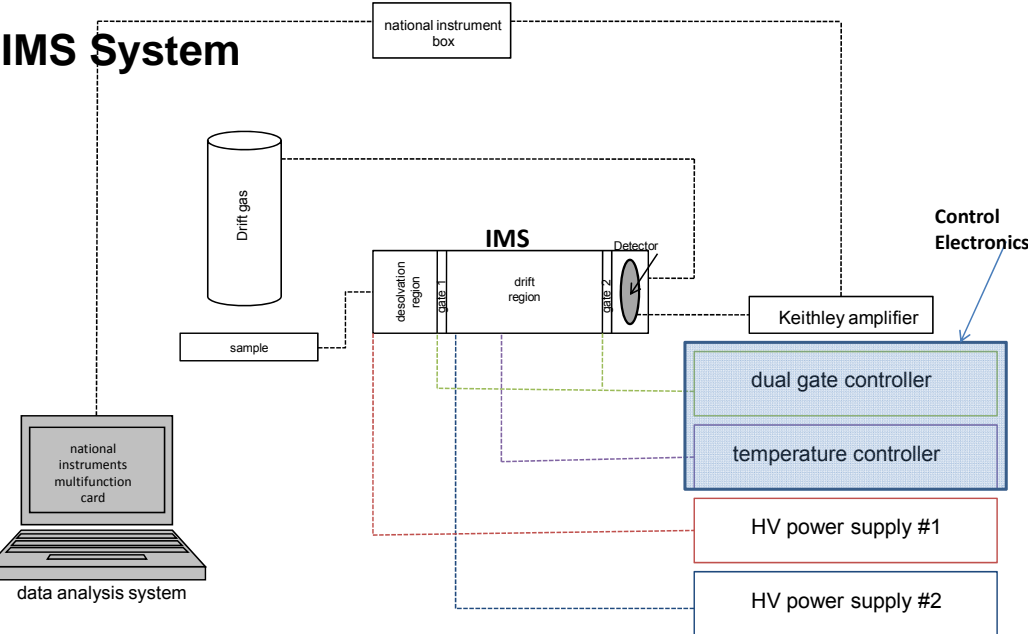 national instrument
box
IMS System
Drift gas
Control
Electronics
IMS
Detector
desolvation
region
gate 1
drift
region
gate 2
Keithley amplifier
sample
dual gate controller
temperature controller
national
instruments
multifunction
card
HV power supply #1
data analysis system
HV power supply #2